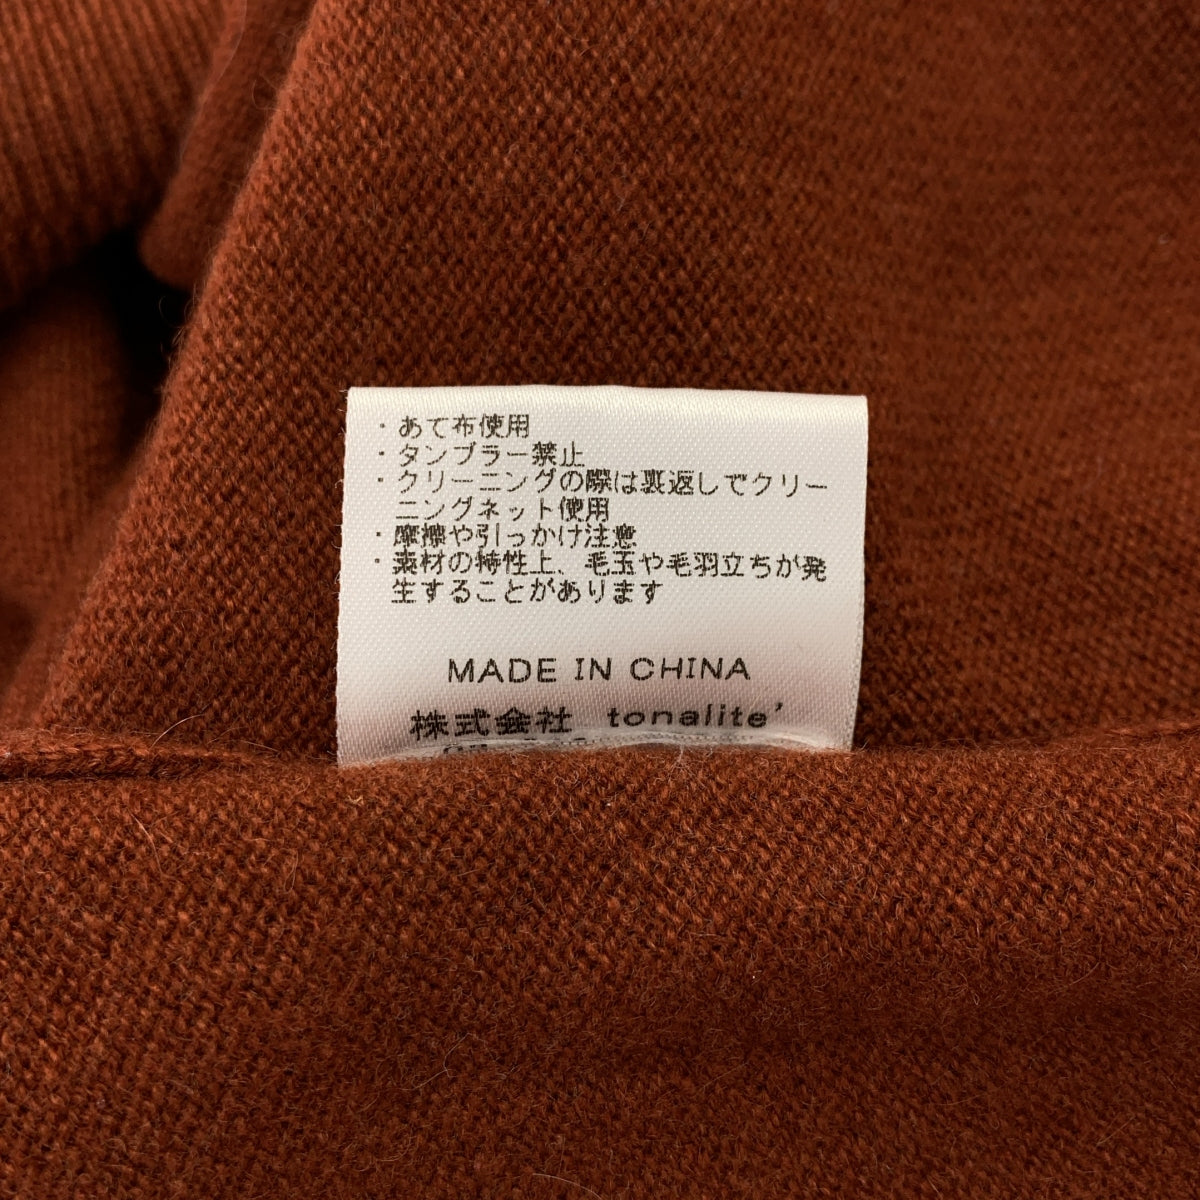 ・あて布使用
・タンブラー禁止
・クリーニングの際は裏返しでクリー
ニングネット使用
・摩擦や引っかけ注意
・素材の特性上、毛玉や毛羽立ちが発
生することがあります
MADE IN CHINA
株式会社 tonalite'